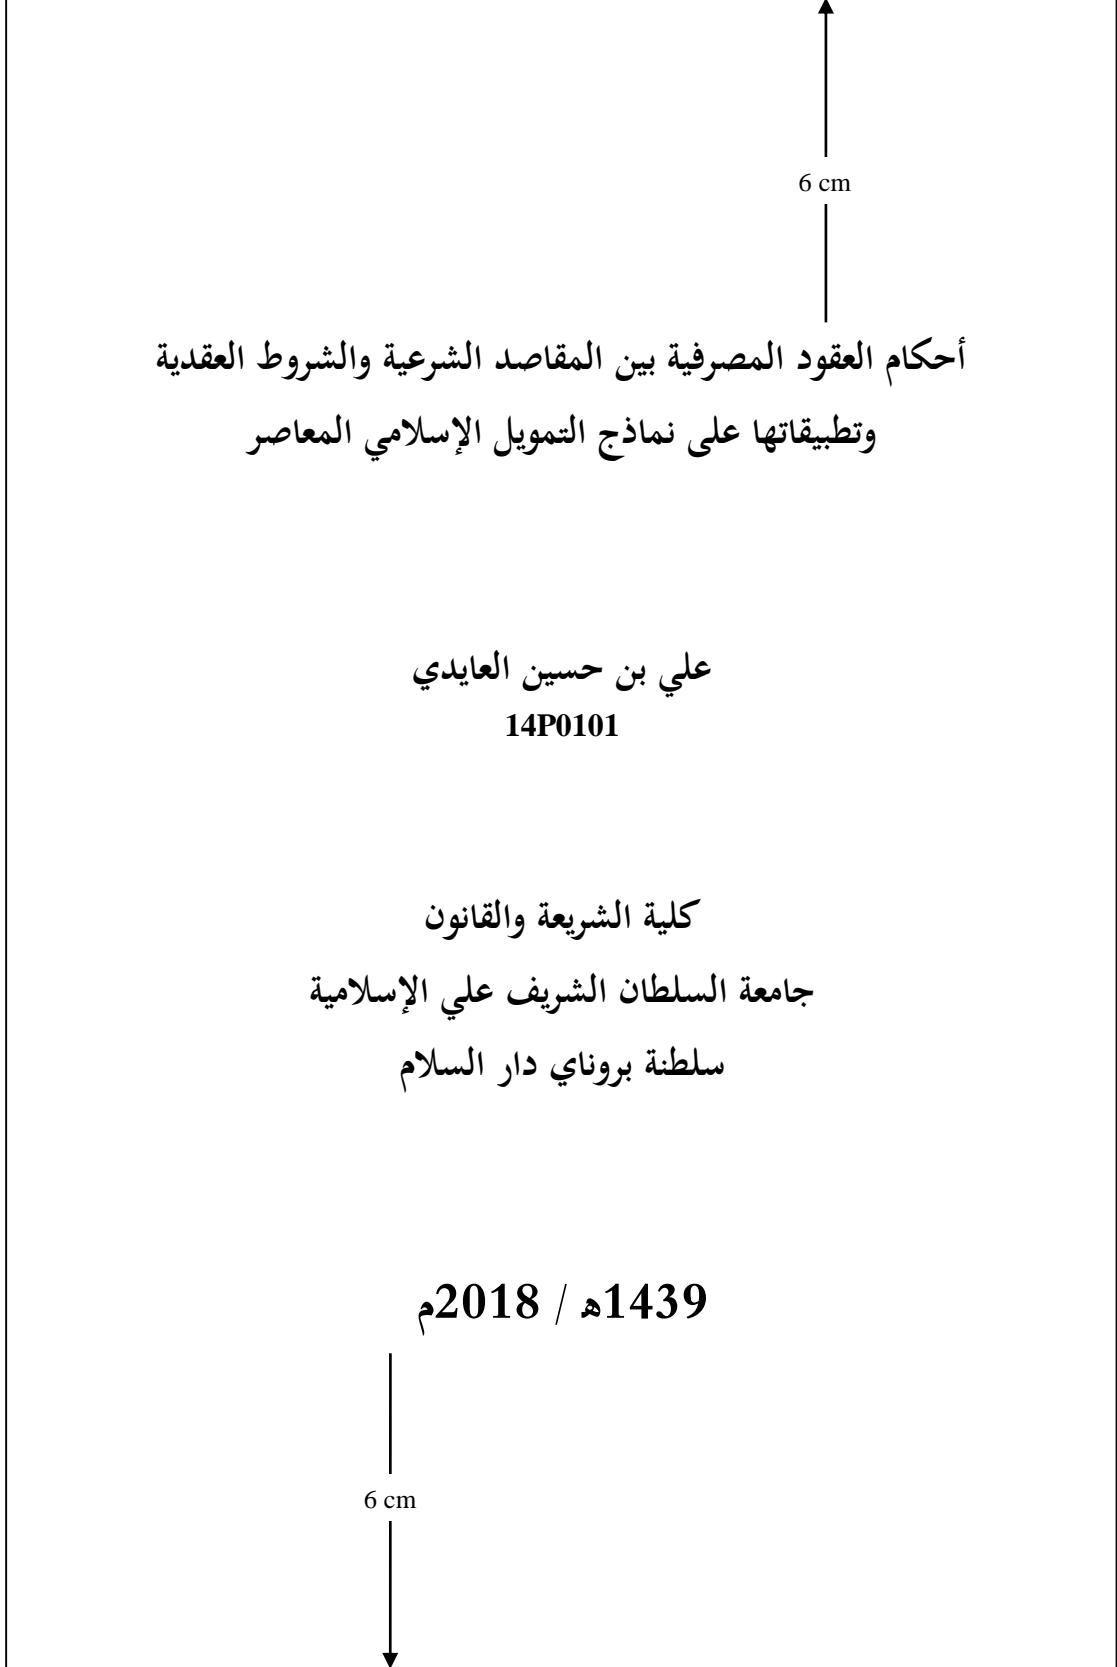 6 cm
أحكام العقود المصرفية بين المقاصد الشرعية والشروط العقدية
وتطبيقاتها على نماذج التمويل الإسلامي المعاصر
علي بن حسين العايدي
14P0101
كلية الشريعة والقانون
جامعة السلطان الشريف علي الإسلامية
سلطنة بروناي دار السلام
1439ه / 2018م
6 cm